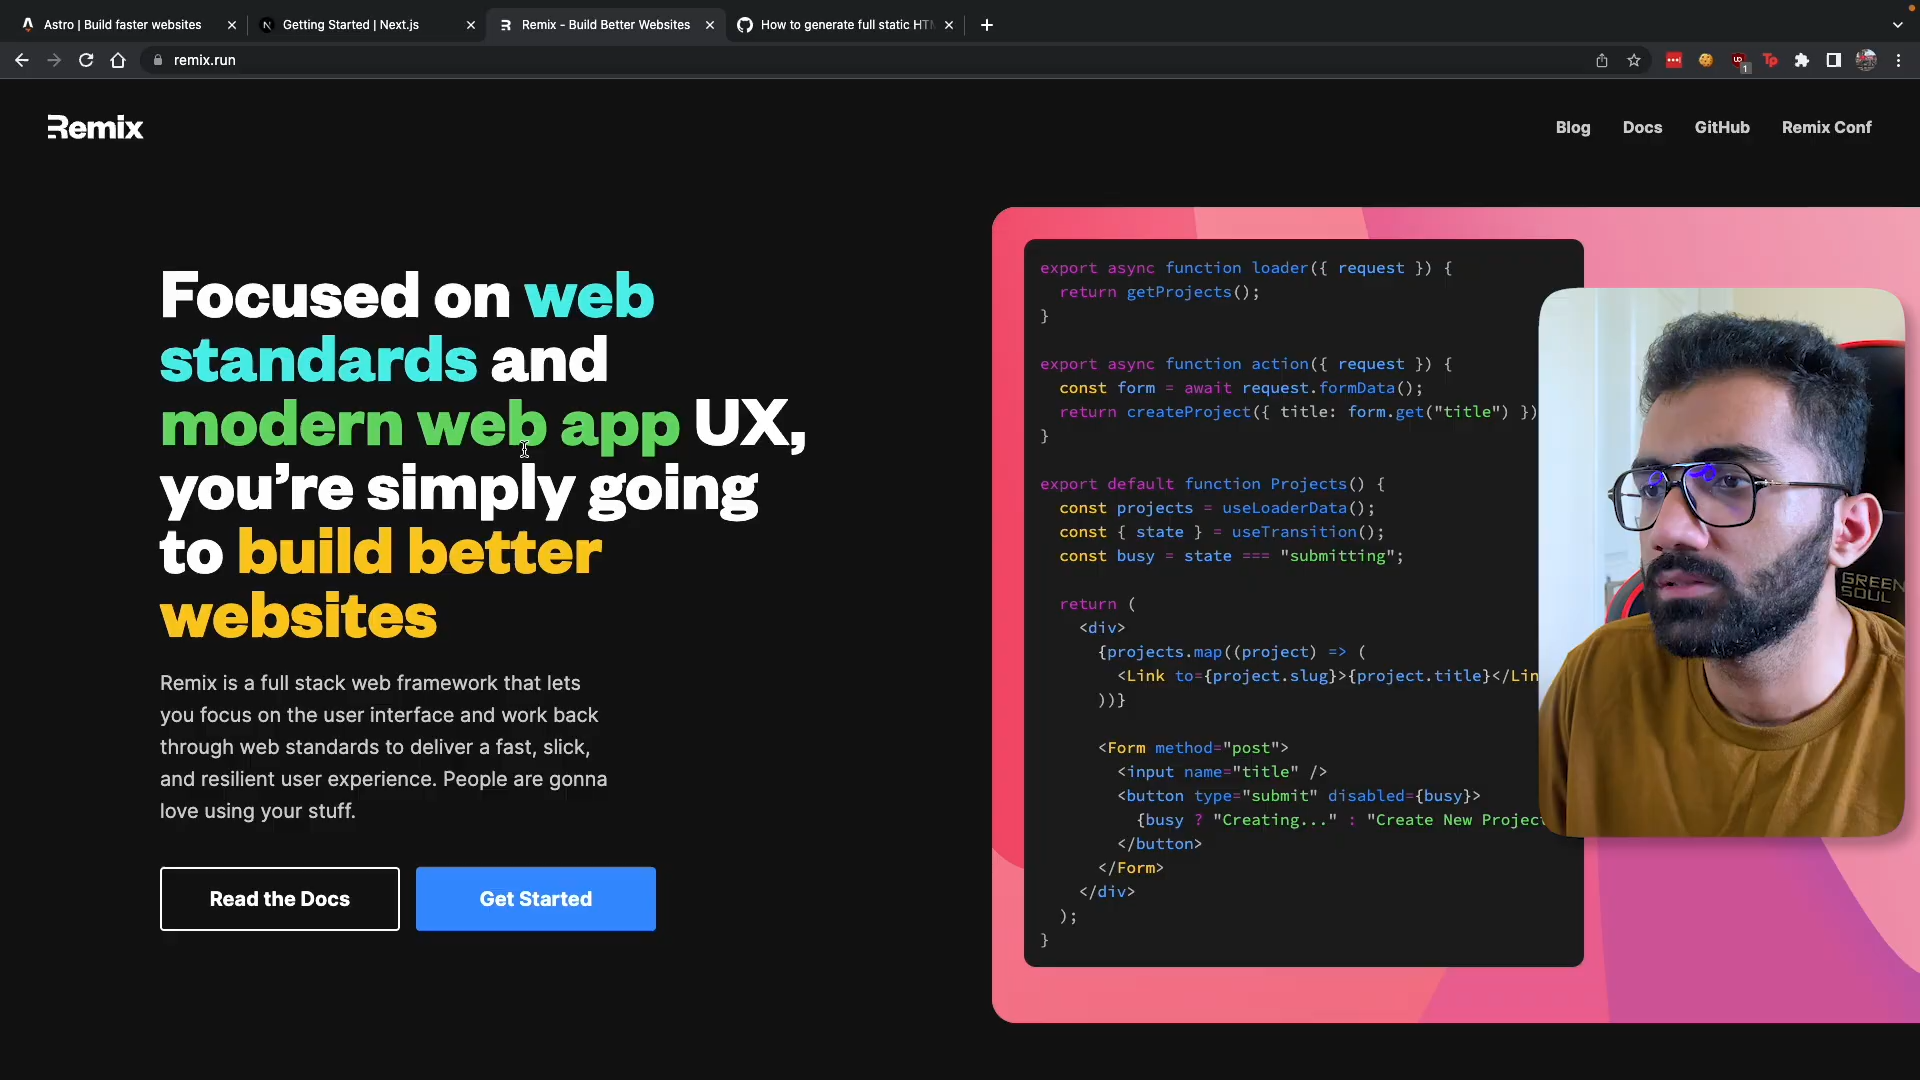 Astro | Build faster websites
Getting Started | Next.js
Remix - Build Better Websites
How to generate full static HTM
remix.run
1
Tp
Remix
Blog
Docs
GitHub
Remix Conf
Focused on web
standards and
modern web app UX,
you’re simply going
to build better
websites
Remix is a full stack web framework that lets
you focus on the user interface and work back
through web standards to deliver a fast, slick,
and resilient user experience. People are gonna
love using your stuff.
Read the Docs
Get Started
export async function loader({ request }) {
return getProjects();
}
export async function action({ request }) {
const form = await request.formData();
return createProject({ title: form.get("title") })
}
export default function Projects() {
const projects = useLoaderData();
const { state } = useTransition();
const busy = state === "submitting";
return (
<div>
{projects.map((project) => (
<Link to={project.slug}>{project.title}</Lin
))}
<Form method="post">
<input name="title" />
<button type="submit" disabled={busy}>
{busy ? "Creating..." : "Create New Projec
</button>
</Form>
</div>
);
}
GREEN
SOUL